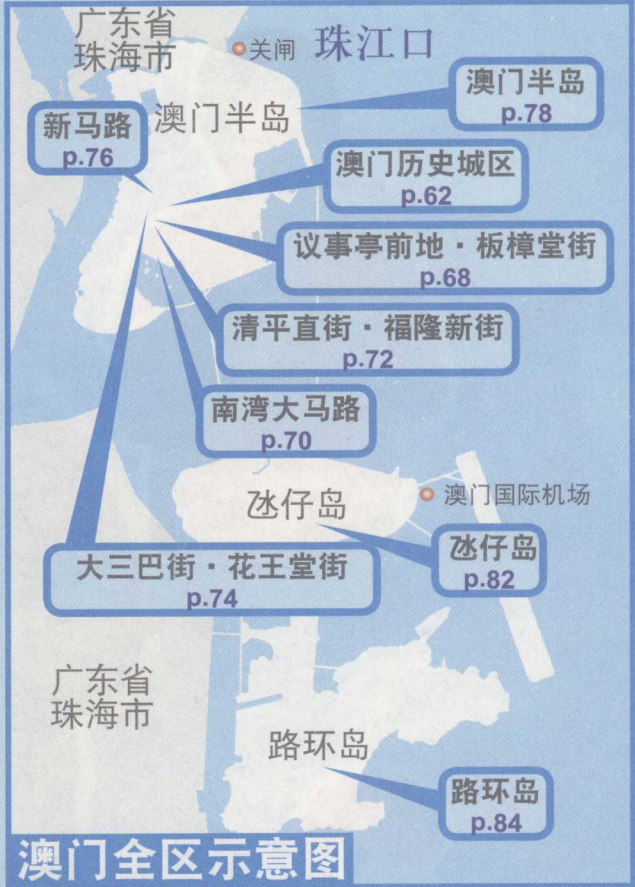 广东省
珠海市
关闸
珠江口
澳门半岛
澳门半岛
p.78
新马路
p.76
澳门历史城区
p.62
议事亭前地·板樟堂街
p.68
清平直街·福隆新街
p.72
南湾大马路
p.70
氹仔岛
澳门国际机场
氹仔岛
p.82
大三巴街·花王堂街
p.74
广东省
珠海市
路环岛
路环岛
p.84
澳门全区示意图